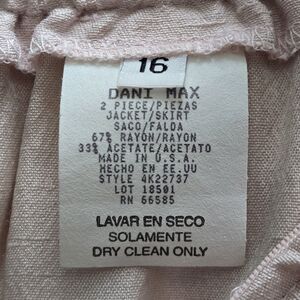 16
DANI MAX
2 PIECE/PIEZAS
JACKET/SKIRT
SACO/FALDA
67% RAYON/RAYON
33% ACETATE/ACETATO
MADE IN U.S.A.
HECHO EN EE.UU
STYLE 4K22737
LOT 18501
RN 66585
LAVAR EN SECO
SOLAMENTE
DRY CLEAN ONLY